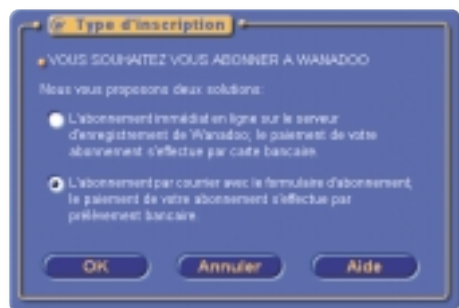 Type d'inscription
VOUS SOUHAITEZ VOUS ABONNER A WANADOO
Nous vous proposons deux solutions:
L'abonnement immédiat en ligne sur le serveur
d'enregistrement de Wanadoo, le paiement de votre
abonnement s'effectue par carte bancaire.
L'abonnement par courrier avec le formulaire d'abonnement,
le paiement de votre abonnement s'effectue par
prélèvement bancaire.
OK Annuler Aide